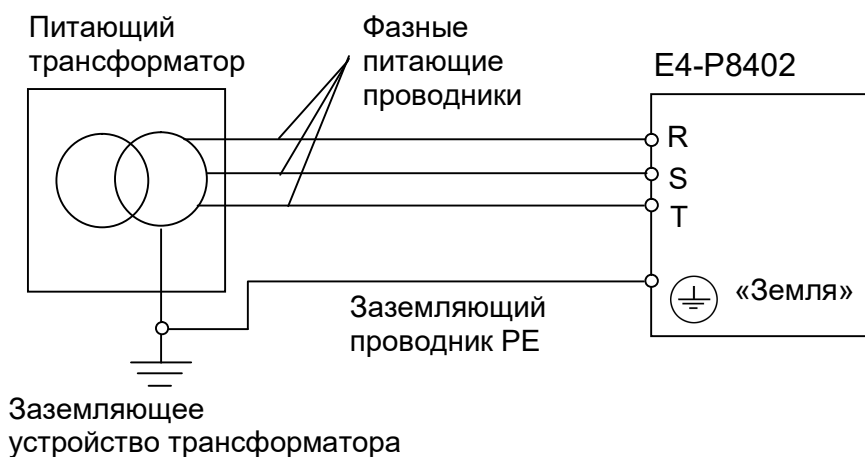 Питающий
трансформатор
Фазные
питающие
проводники
E4-P8402
R
S
T
«Земля»
Заземляющий
проводник PE
Заземляющее
устройство трансформатора